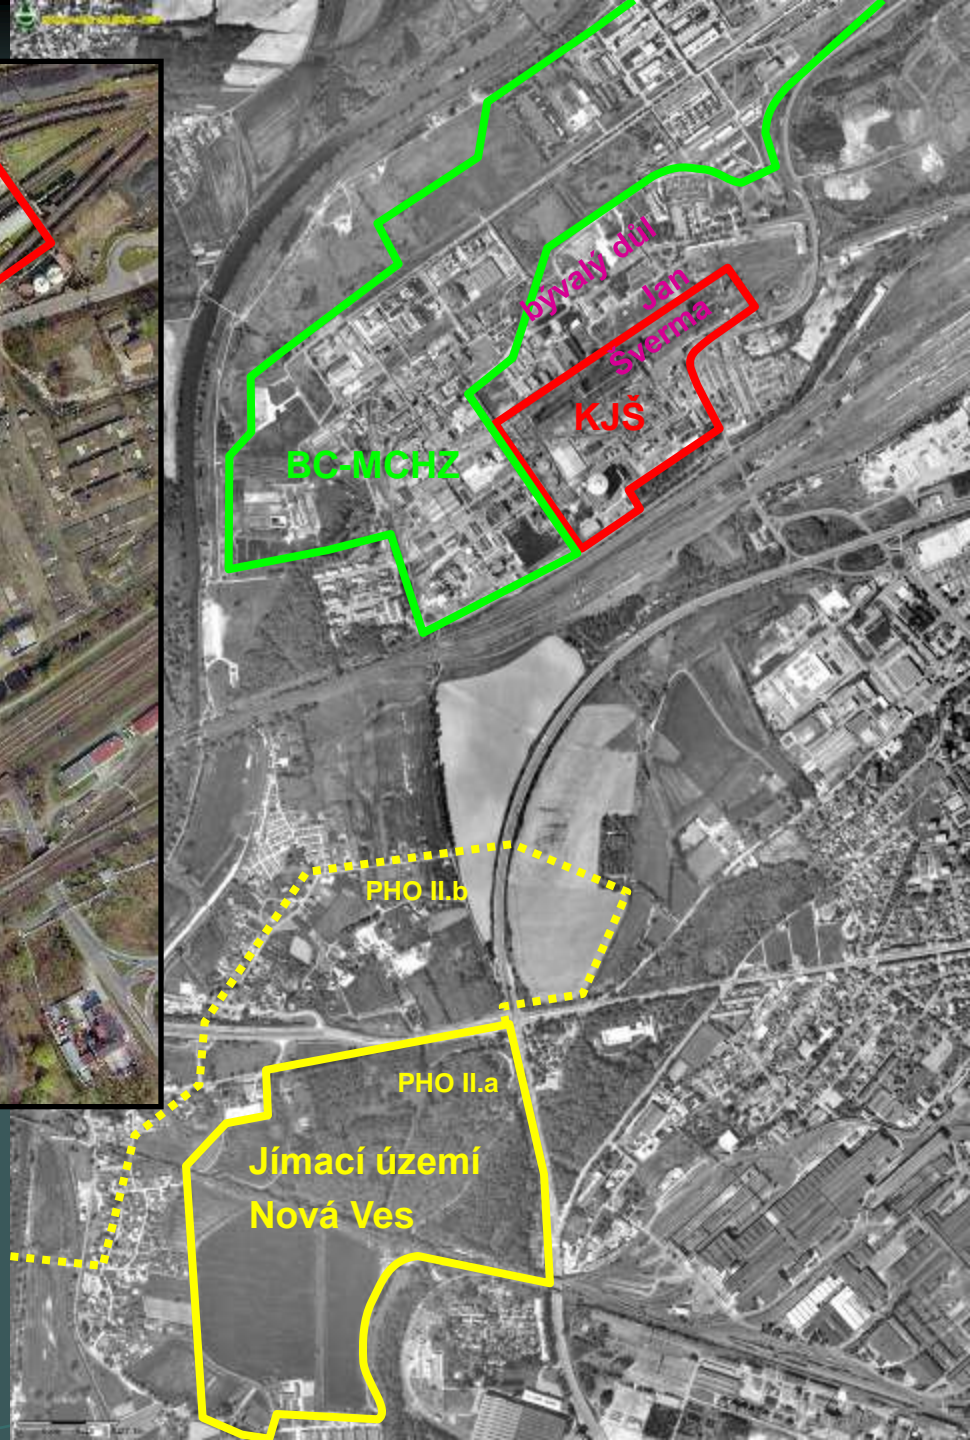 bývalý důl
Jan
Šverma
KJŠ
BC-MCHZ
PHO II.b
PHO II.a
Jímací území
Nová Ves